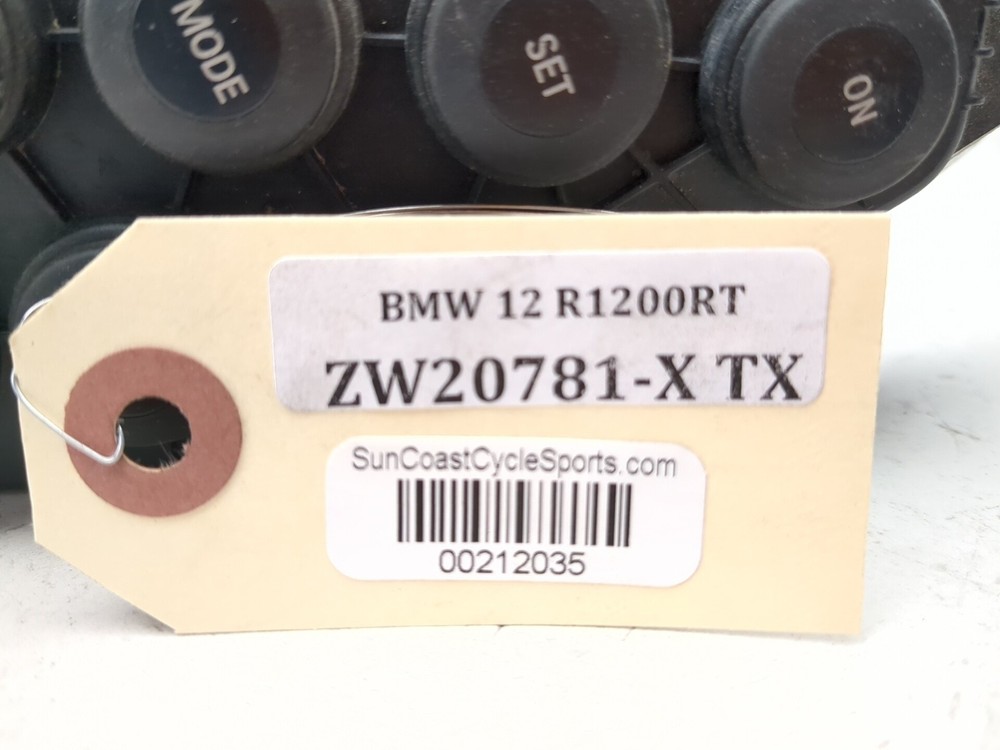 MODE
SET
ON
BMW 12 R1200RT
ZW20781-X TX
SunCoastCycleSports.com
00212035